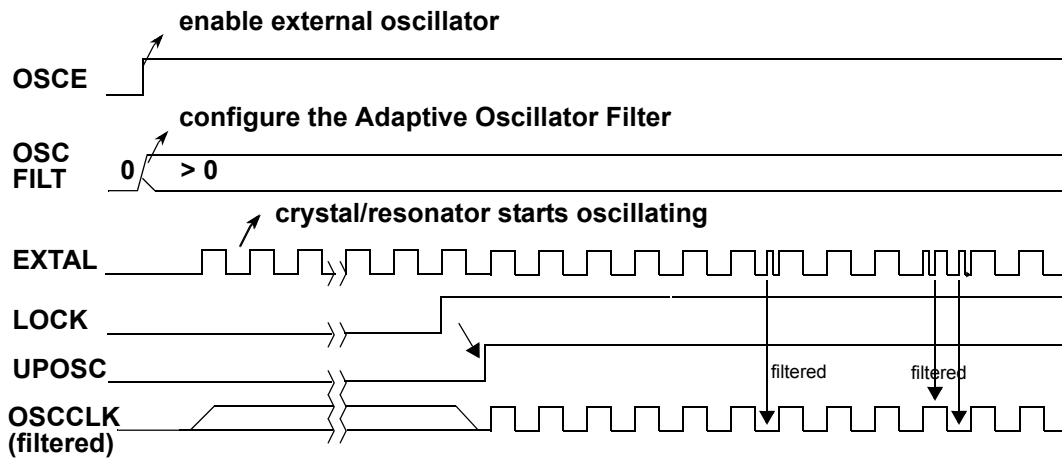 enable external oscillator
OSCE
configure the Adaptive Oscillator Filter
OSC
FILT
0 > 0
crystal/resonator starts oscillating
EXTAL
LOCK
UPOSC
filtered filtered
OSCCLK
(filtered)